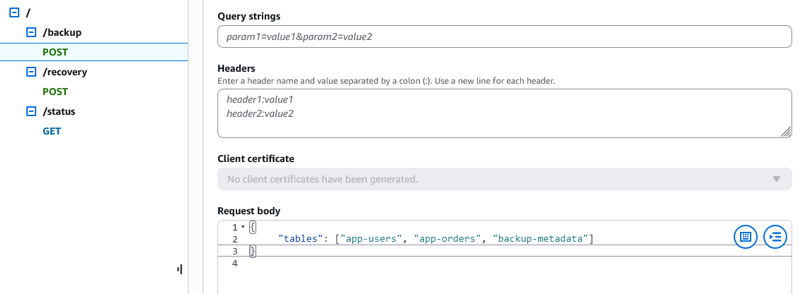 /
/backup
POST
/recovery
POST
/status
GET
Query strings
param1=value1&param2=value2
Headers
Enter a header name and value separated by a colon (:). Use a new line for each header.
header1:value1
header2:value2
Client certificate
No client certificates have been generated.
Request body
1 {
2 "tables": ["app-users", "app-orders", "backup-metadata"]
3 }
4